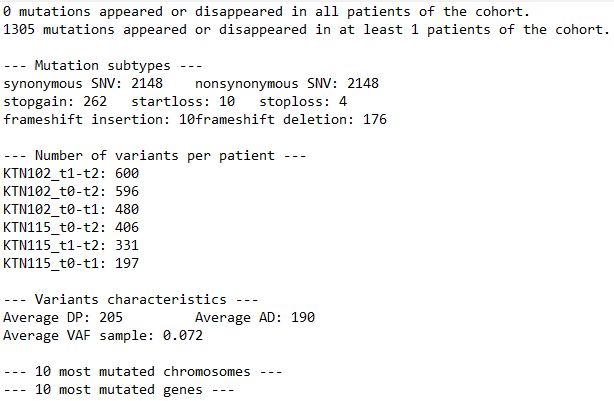 0 mutations appeared or disappeared in all patients of the cohort.
1305 mutations appeared or disappeared in at least 1 patients of the cohort.
--- Mutation subtypes ---
synonymous SNV: 2148    nonsynonymous SNV: 2148
stopgain: 262   startloss: 10   stoploss: 4
frameshift insertion: 10frameshift deletion: 176
--- Number of variants per patient ---
KTN102_t1-t2: 600
KTN102_t0-t2: 596
KTN102_t0-t1: 480
KTN115_t0-t2: 406
KTN115_t1-t2: 331
KTN115_t0-t1: 197
--- Variants characteristics ---
Average DP: 205         Average AD: 190
Average VAF sample: 0.072
--- 10 most mutated chromosomes ---
--- 10 most mutated genes ---